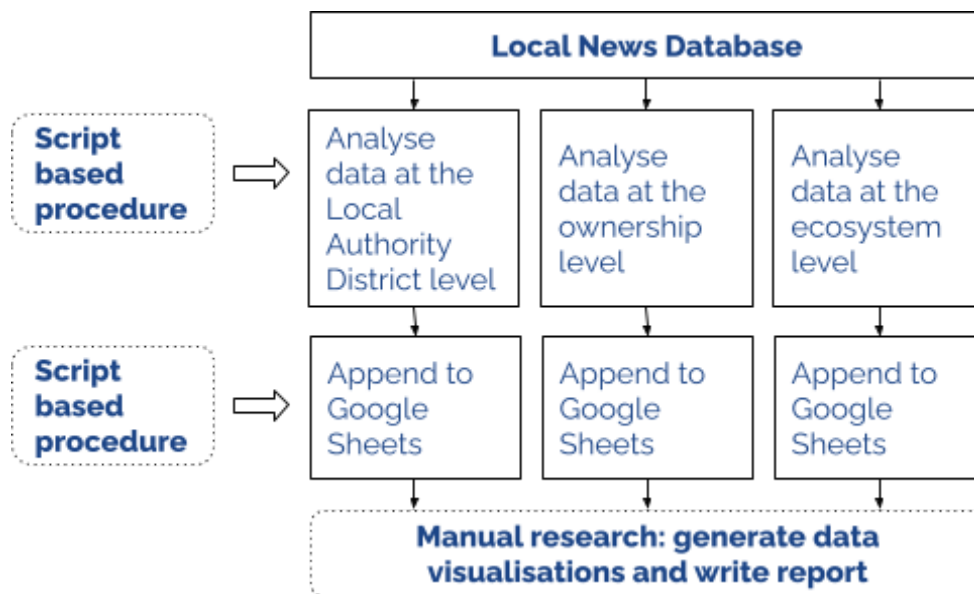 Local News Database
Script
based
procedure
Analyse
data at the
Local
Authority
District level
Analyse
data at the
ownership
level
Analyse
data at the
ecosystem
level
Script
based
procedure
Append to
Google
Sheets
Append to
Google
Sheets
Append to
Google
Sheets
Manual research: generate data
visualisations and write report